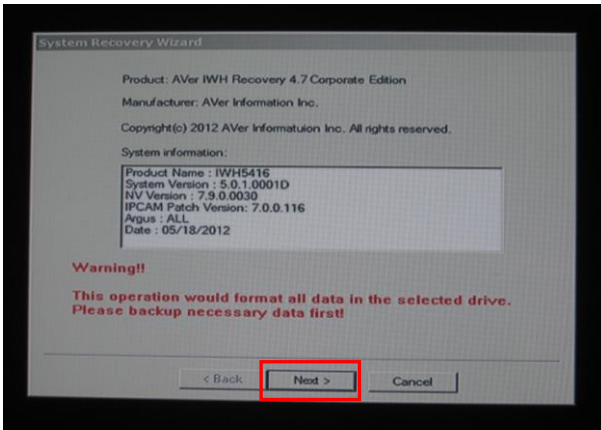 System Recovery Wizard
Product: AVer IWH Recovery 4.7 Corporate Edition
Manufacturer: AVer Information Inc.
Copyright(c) 2012 AVer Informatuion Inc. All rights reserved.
System information:
Product Name : IWH5416
System Version : 5.0.1.0001D
NV Version : 7.9.0.0030
IPCAM Patch Version: 7.0.0.116
Argus : ALL
Date : 05/18/2012
Warning!!
This operation would format all data in the selected drive.
Please backup necessary data first!
< Back Next > Cancel